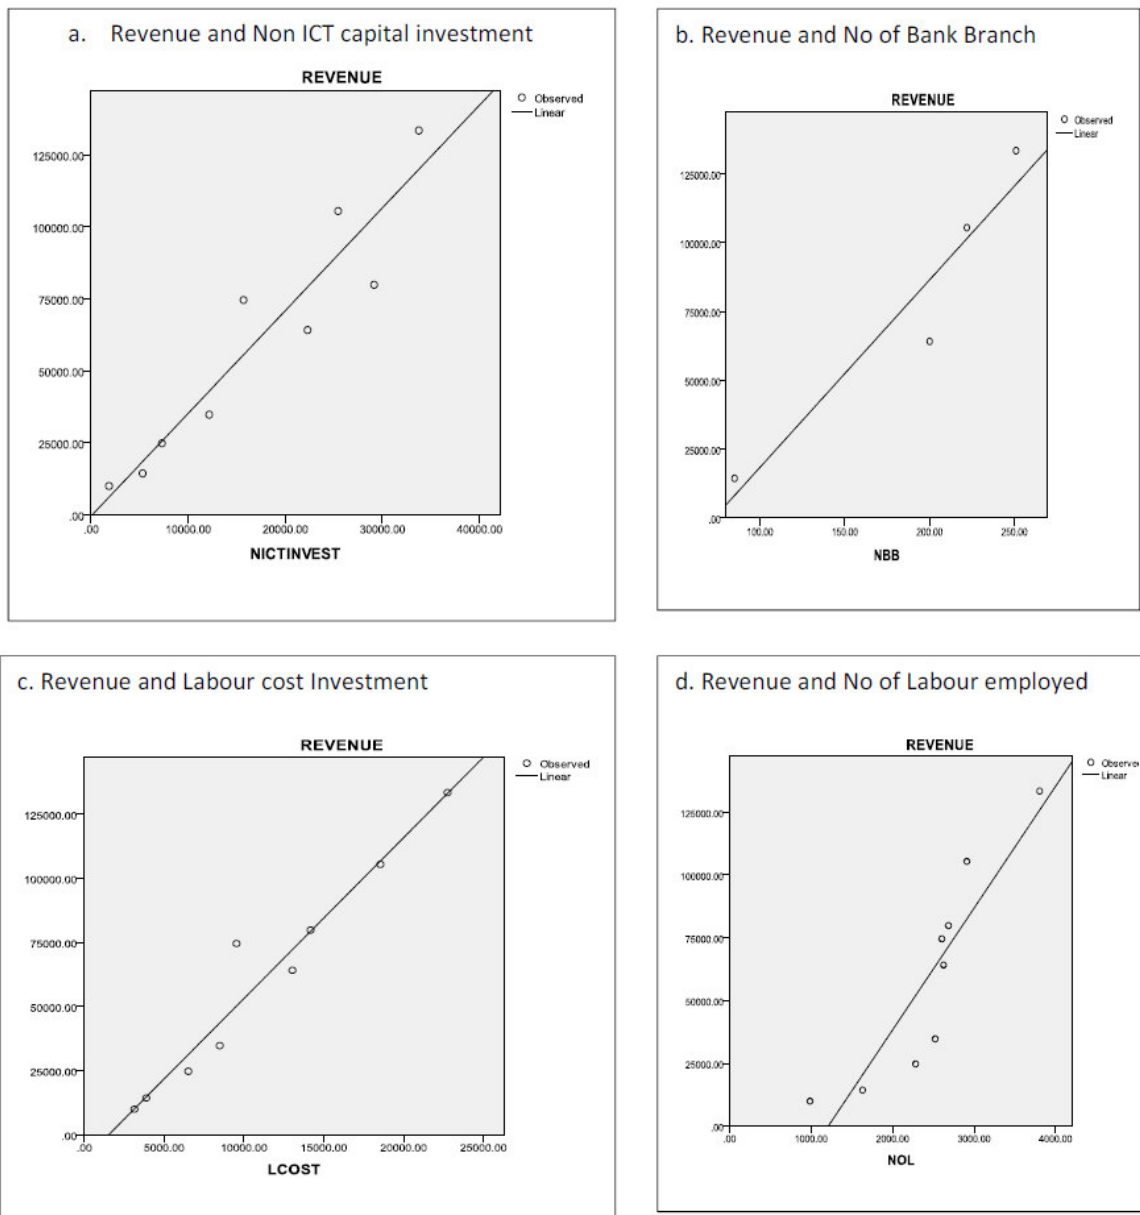 a. Revenue and Non ICT capital investment
REVENUE
Observed
Linear
125000.00
100000.00
75000.00
50000.00
25000.00
.00
.00 10000.00 20000.00 30000.00 40000.00
NICTINVEST
b. Revenue and No of Bank Branch
REVENUE
Observed
Linear
125000.00
100000.00
75000.00
50000.00
25000.00
.00
100.00 150.00 200.00 250.00
NBB
c. Revenue and Labour cost Investment
REVENUE
Observed
Linear
125000.00
100000.00
75000.00
50000.00
25000.00
.00
.00 5000.00 10000.00 15000.00 20000.00 25000.00
LCOST
d. Revenue and No of Labour employed
REVENUE
Observed
Linear
125000.00
100000.00
75000.00
50000.00
25000.00
.00
.00 1000.00 2000.00 3000.00 4000.00
NOL